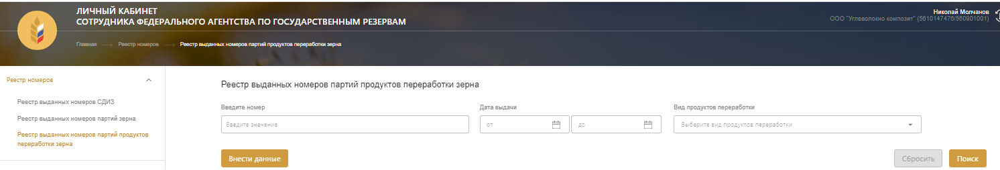 ЛИЧНЫЙ КАБИНЕТ
СОТРУДНИКА ФЕДЕРАЛЬНОГО АГЕНТСТВА ПО ГОСУДАРСТВЕННЫМ РЕЗЕРВАМ
Николай Молчанов
ООО "Углеволокно композит" (5610147476/560901001)
Главная → Реестр номеров → Реестр выданных номеров партий продуктов переработки зерна
Реестр номеров
Реестр выданных номеров СДИЗ
Реестр выданных номеров партий зерна
Реестр выданных номеров партий продуктов
переработки зерна
Реестр выданных номеров партий продуктов переработки зерна
Введите номер
Дата выдачи
Вид продуктов переработки
Введите значение
от
до
Выберите вид продуктов переработки
Внести данные
Сбросить
Поиск